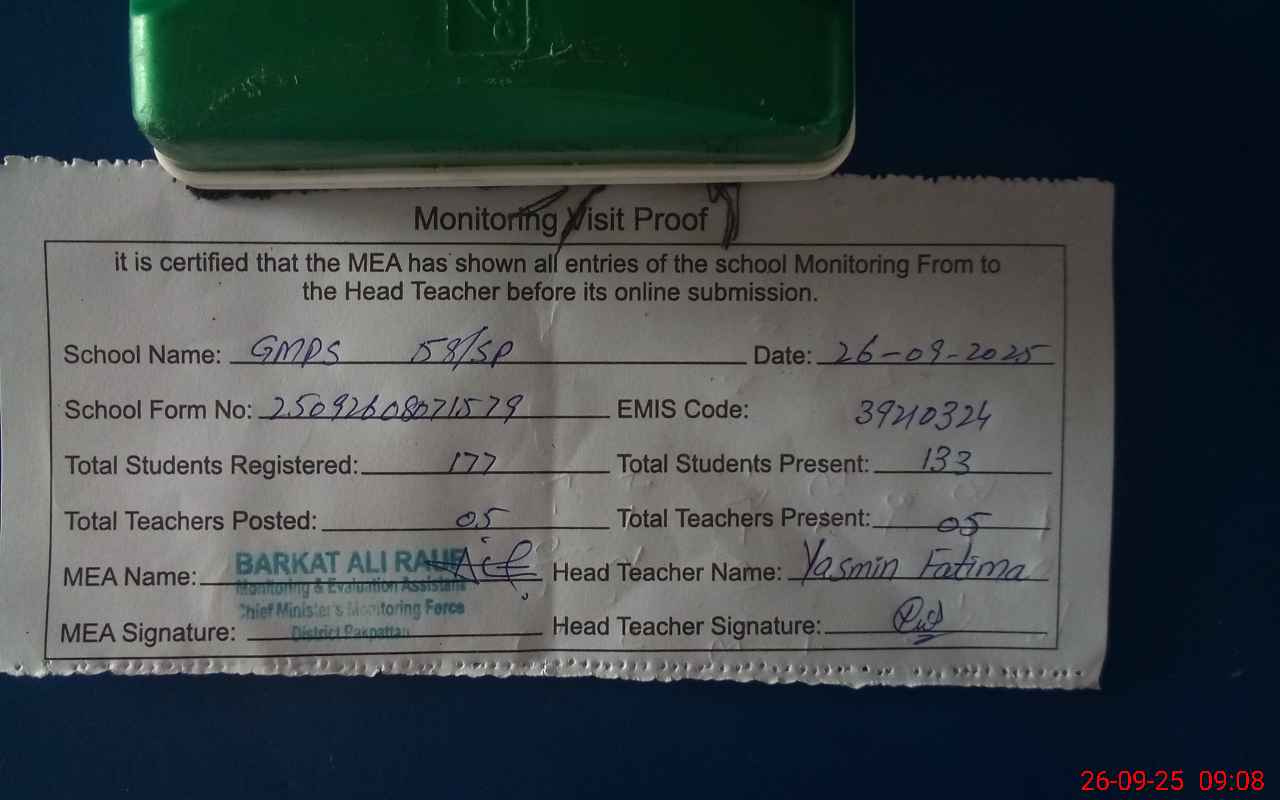 Monitoring Visit Proof
it is certified that the MEA has shown all entries of the school Monitoring From to
the Head Teacher before its online submission.
School Name: GMPS 58/SP Date: 26-09-2025
School Form No: 25092608071579 EMIS Code: 39210324
Total Students Registered: 177 Total Students Present: 133
Total Teachers Posted: 05 Total Teachers Present: 05
BARKAT ALI RAUF
MEA Name: Head Teacher Name: Yasmin Fatima
Monitoring & Evaluation Assistant
Chief Minister's Monitoring Force
MEA Signature: Head Teacher Signature:
District Pakpattan
26-09-25 09:08